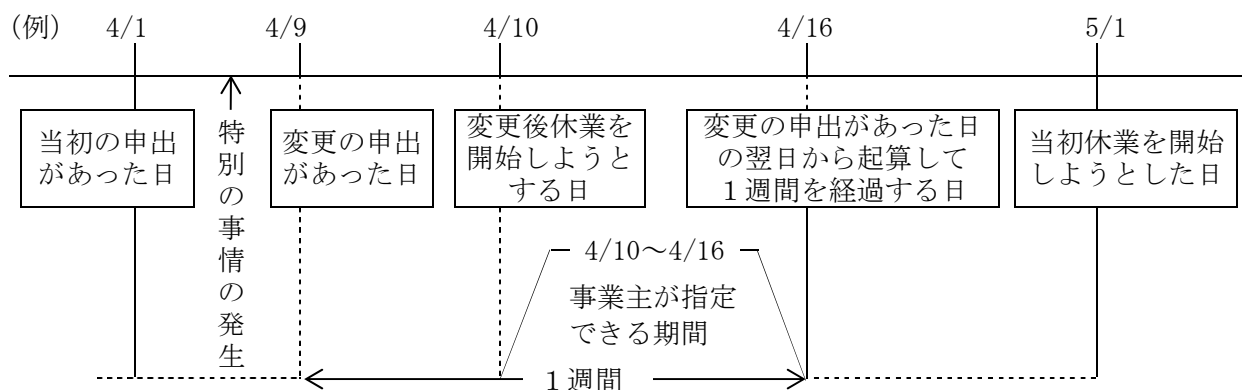 (例) 4/1 4/9 4/10 4/16 5/1
当初の申出
があった日
特別の事情の発生
変更の申出
があった日
変更後休業を
開始しようと
する日
変更の申出があった日
の翌日から起算して
１週間を経過する日
当初休業を開始
しようとした日
4/10～4/16
事業主が指定
できる期間
１週間